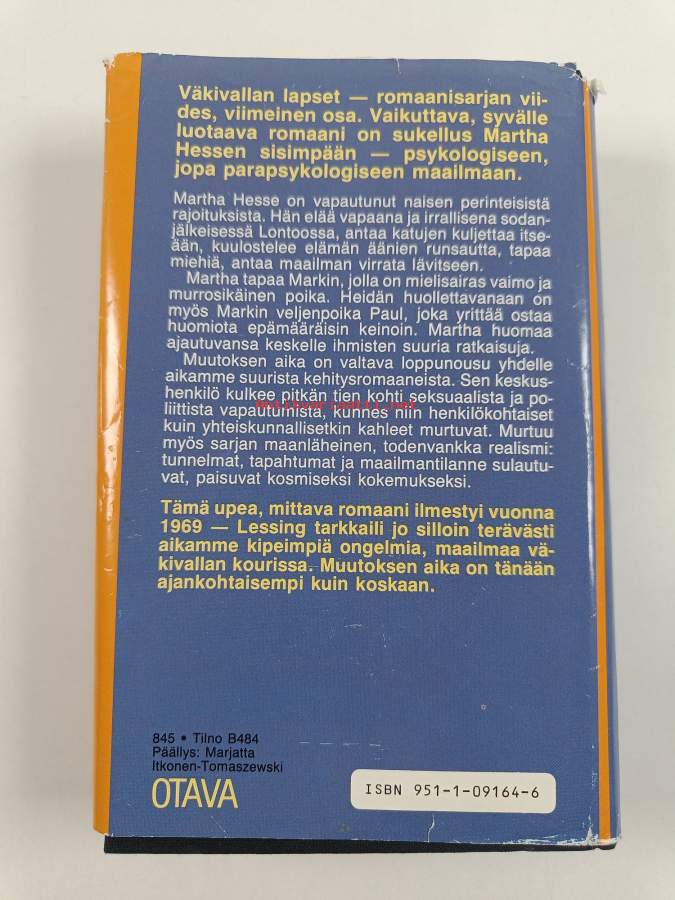 Väkivallan lapset — romaanisarjan vii-
des, viimeinen osa. Vaikuttava, syvälle
luotaava romaani on sukellus Martha
Hessen sisimpään — psykologiseen,
jopa parapsykologiseen maailmaan.
Martha Hesse on vapautunut naisen perinteisistä
rajoituksista. Hän elää vapaana ja irrallisena sodan-
jälkeisessä Lontoossa, antaa katujen kuljettaa itse-
ään, kuulostelee elämän äänien runsautta, tapaa
miehiä, antaa maailman virrata lävitseen.
Martha tapaa Markin, jolla on mielisairas vaimo ja
murrosikäinen poika. Heidän huollettavanaan on
myös Markin veljenpoika Paul, joka yrittää ostaa
huomiota epämääräisin keinoin. Martha huomaa
ajautuvansa keskelle ihmisten suuria ratkaisuja.
Muutoksen aika on valtava loppunousu yhdelle
aikamme suurista kehitysromaaneista. Sen keskus-
henkilö kulkee pitkän tien kohti seksuaalista ja po-
liittista vapautumista, kunnes niin henkilökohtaiset
kuin yhteiskunnallisetkin kahleet murtuvat. Murtuu
myös sarjan maanläheinen, todenvankka realismi:
tunnelmat, tapahtumat ja maailmantilanne sulautu-
vat, paisuvat kosmiseksi kokemukseksi.
Tämä upea, mittava romaani ilmestyi vuonna
1969 — Lessing tarkkaili jo silloin terävästi
aikamme kipeimpiä ongelmia, maailmaa vä-
kivallan kourissa. Muutoksen aika on tänään
ajankohtaisempi kuin koskaan.
845 • Tilno B484
Päällys: Marjatta
Itkonen-Tomaszewski
OTAVA
ISBN 951-1-09164-6